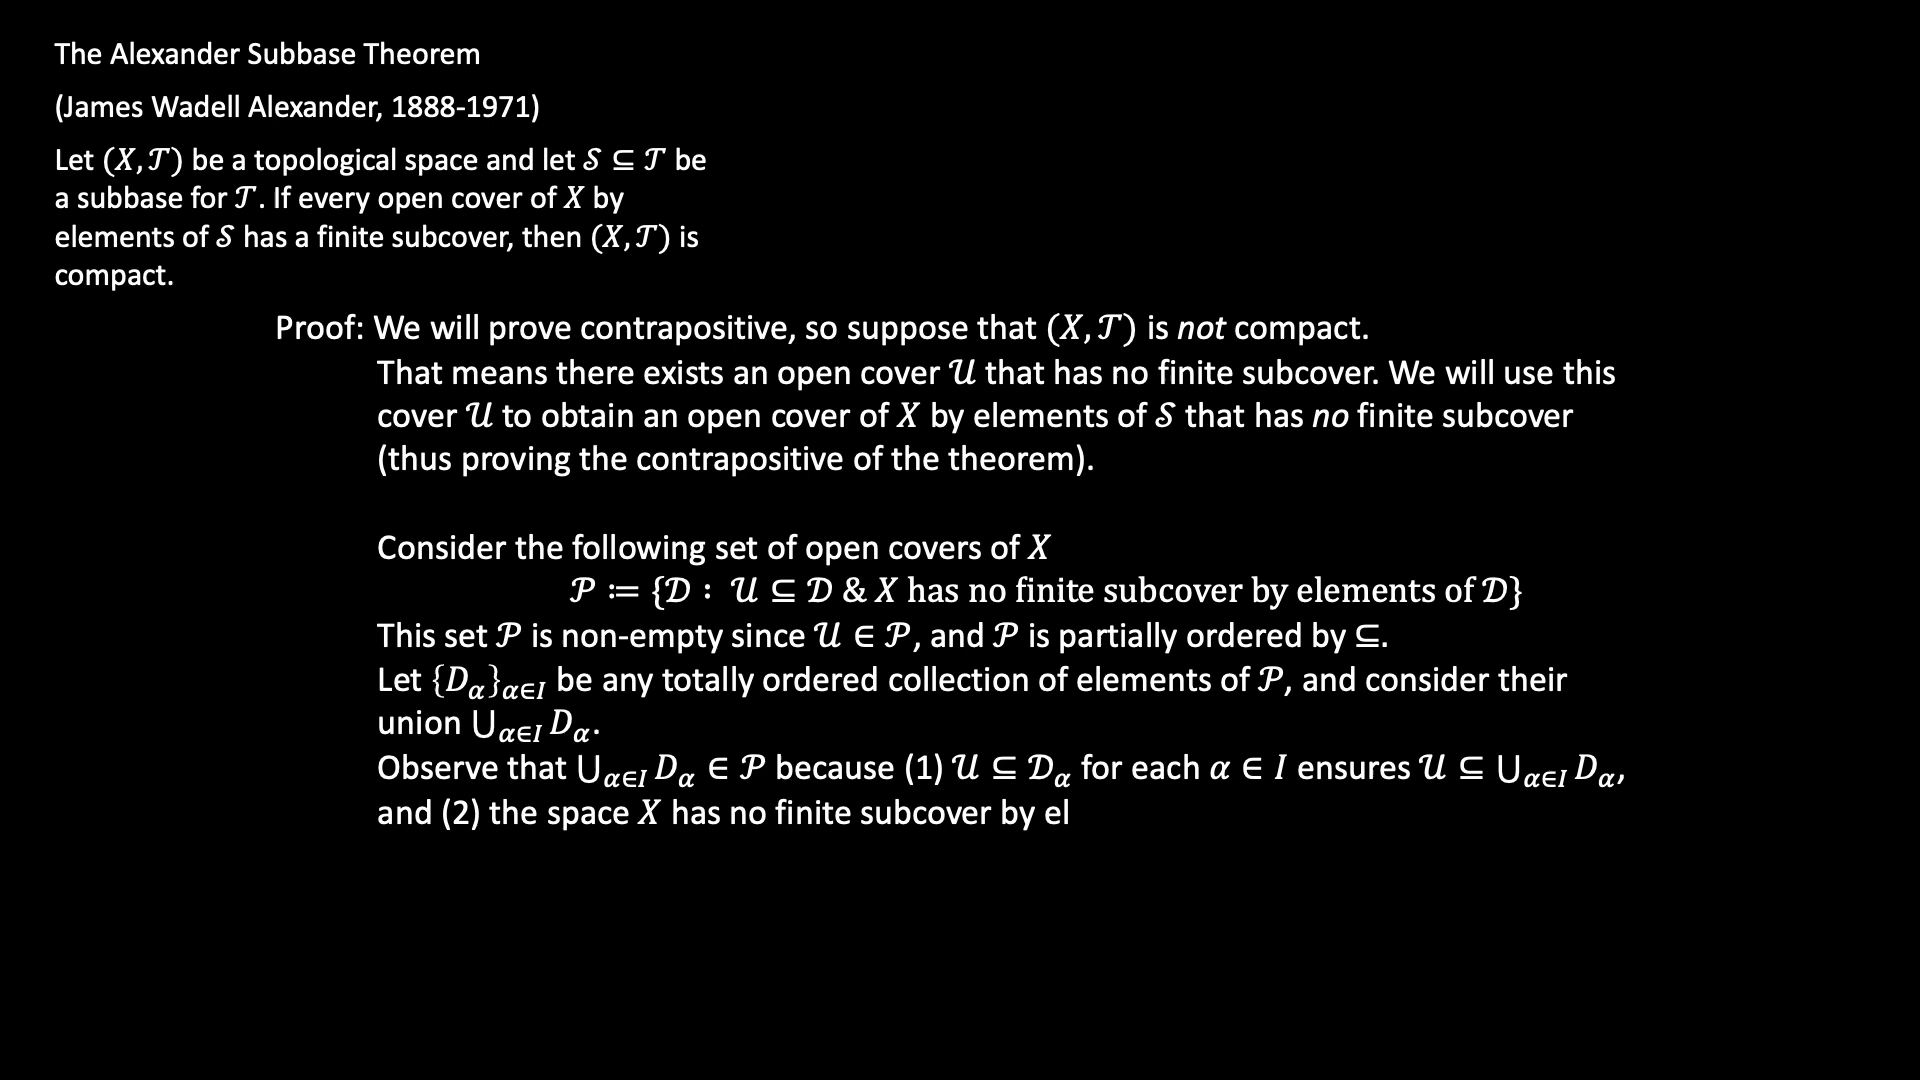 The Alexander Subbase Theorem
(James Wadell Alexander, 1888-1971)
Let (𝑋, 𝒯) be a topological space and let 𝒮 ⊆ 𝒯 be
a subbase for 𝒯. If every open cover of 𝑋 by
elements of 𝒮 has a finite subcover, then (𝑋, 𝒯) is
compact.
Proof: We will prove contrapositive, so suppose that (𝑋, 𝒯) is not compact.
That means there exists an open cover 𝒰 that has no finite subcover. We will use this
cover 𝒰 to obtain an open cover of 𝑋 by elements of 𝒮 that has no finite subcover
(thus proving the contrapositive of the theorem).
Consider the following set of open covers of 𝑋
𝒫 ≔ {𝒟 : 𝒰 ⊆ 𝒟 & 𝑋 has no finite subcover by elements of 𝒟}
This set 𝒫 is non-empty since 𝒰 ∈ 𝒫, and 𝒫 is partially ordered by ⊆.
Let {𝐷_𝛼}_{𝛼∈𝐼} be any totally ordered collection of elements of 𝒫, and consider their
union ⋃_{𝛼∈𝐼} 𝐷_𝛼.
Observe that ⋃_{𝛼∈𝐼} 𝐷_𝛼 ∈ 𝒫 because (1) 𝒰 ⊆ 𝒟_𝛼 for each 𝛼 ∈ 𝐼 ensures 𝒰 ⊆ ⋃_{𝛼∈𝐼} 𝐷_𝛼,
and (2) the space 𝑋 has no finite subcover by el